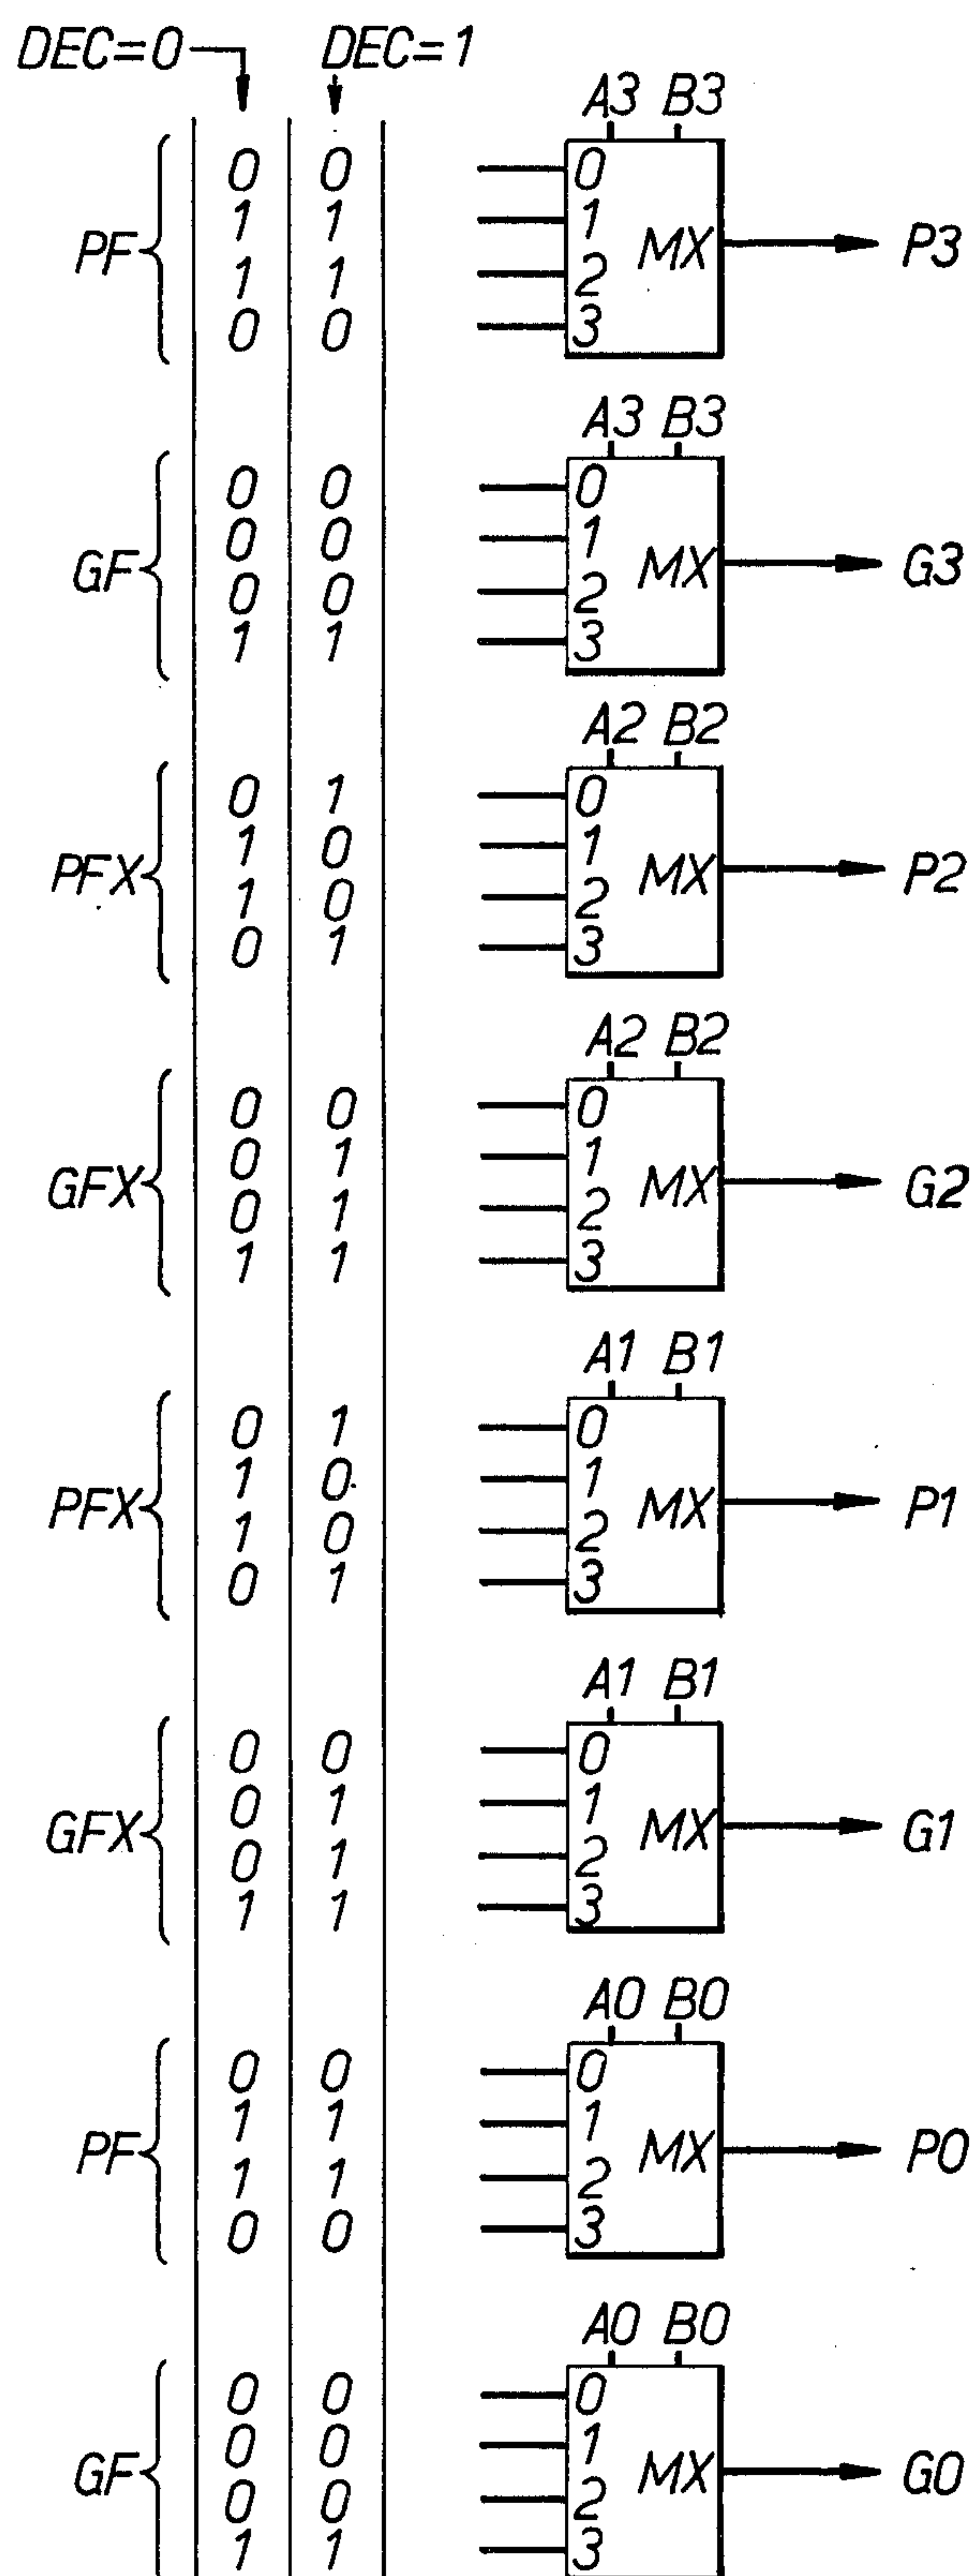 DEC=0 DEC=1
A3 B3
0 0 0
1 1 1
PF MX P3
1 1 2
0 0 3
A3 B3
0 0 0
0 0 1
GF MX G3
0 0 2
1 1 3
A2 B2
0 1 0
1 0 1
PFX MX P2
1 0 2
0 1 3
A2 B2
0 0 0
0 1 1
GFX MX G2
0 1 2
1 1 3
A1 B1
0 1 0
1 0 1
PFX MX P1
1 0 2
0 1 3
A1 B1
0 0 0
0 1 1
GFX MX G1
0 1 2
1 1 3
A0 B0
0 0 0
1 1 1
PF MX P0
1 1 2
0 0 3
A0 B0
0 0 0
0 0 1
GF MX G0
0 0 2
1 1 3